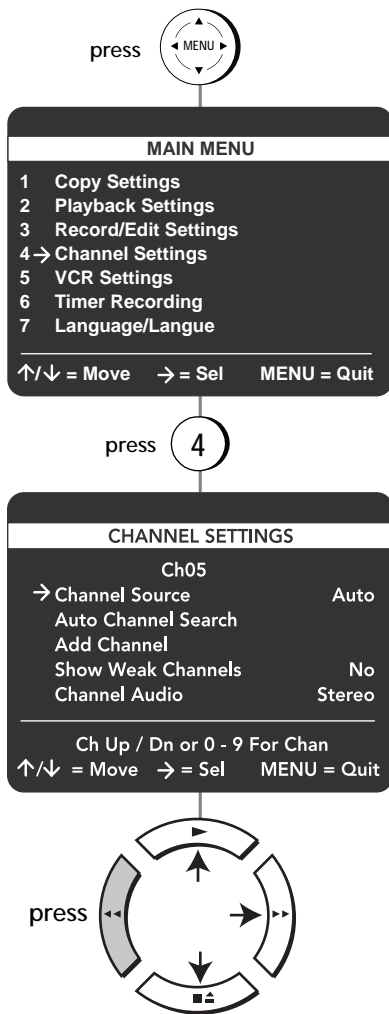 press MENU
MAIN MENU
1 Copy Settings
2 Playback Settings
3 Record/Edit Settings
4 → Channel Settings
5 VCR Settings
6 Timer Recording
7 Language/Langue
↑/↓ = Move → = Sel MENU = Quit
press 4
CHANNEL SETTINGS
Ch05
→ Channel Source Auto
Auto Channel Search
Add Channel
Show Weak Channels No
Channel Audio Stereo
Ch Up / Dn or 0 - 9 For Chan
↑/↓ = Move → = Sel MENU = Quit
press